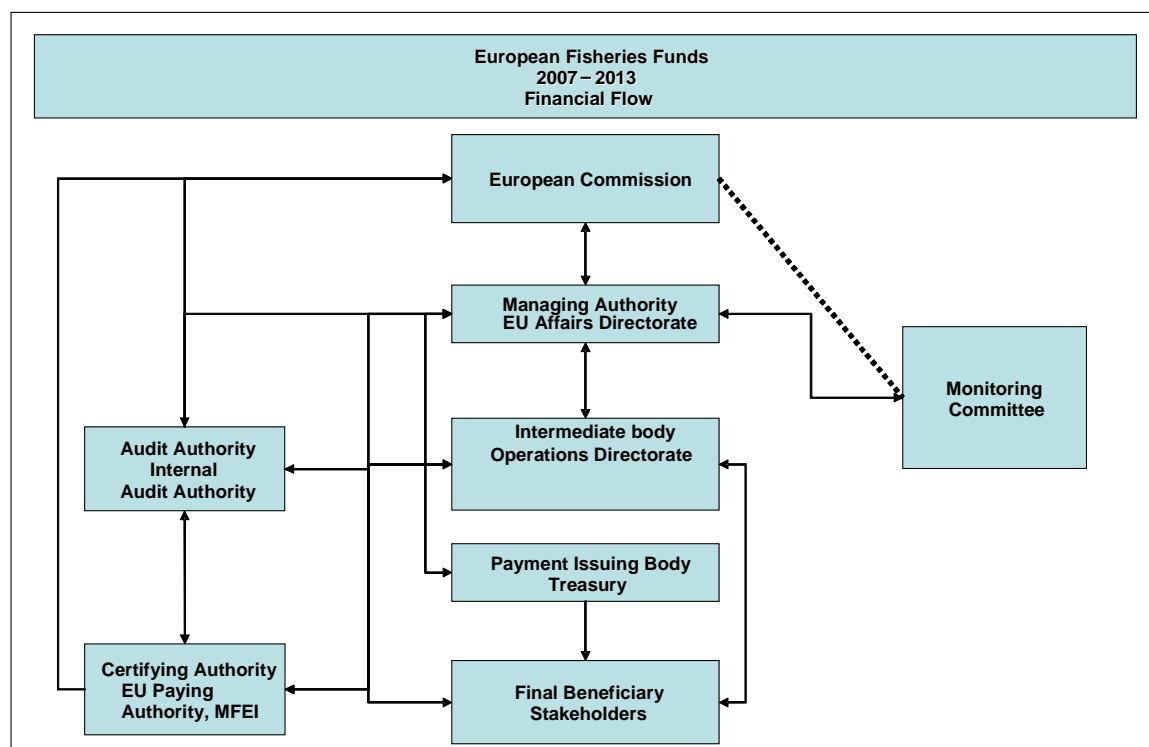 European Fisheries Funds
2007 – 2013
Financial Flow
European Commission
Managing Authority
EU Affairs Directorate
Monitoring
Committee
Intermediate body
Operations Directorate
Audit Authority
Internal
Audit Authority
Payment Issuing Body
Treasury
Certifying Authority
EU Paying
Authority, MFEI
Final Beneficiary
Stakeholders